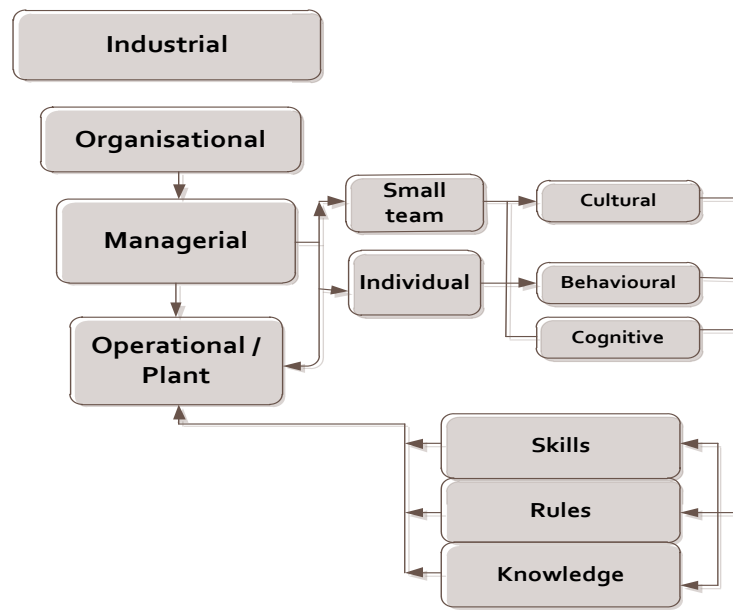 Industrial
Organisational
Managerial
Operational /
Plant
Small
team
Individual
Cultural
Behavioural
Cognitive
Skills
Rules
Knowledge